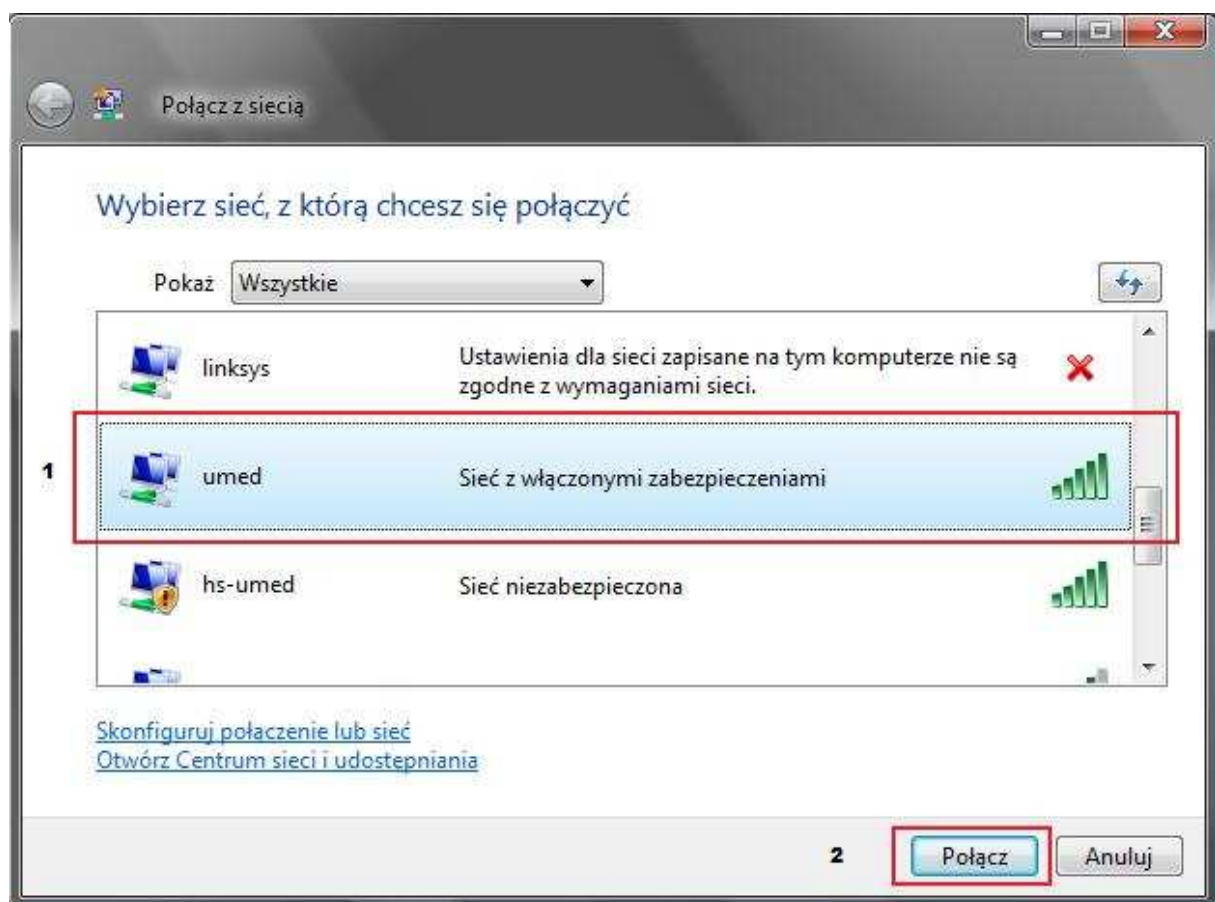 Połącz z siecią
Wybierz sieć, z którą chcesz się połączyć
Pokaż Wszystkie
linksys
Ustawienia dla sieci zapisane na tym komputerze nie są
zgodne z wymaganiami sieci.
1
umed
Sieć z włączonymi zabezpieczeniami
hs-umed
Sieć niezabezpieczona
Skonfiguruj połaczenie lub sieć
Otwórz Centrum sieci i udostępniania
2
Połącz
Anuluj